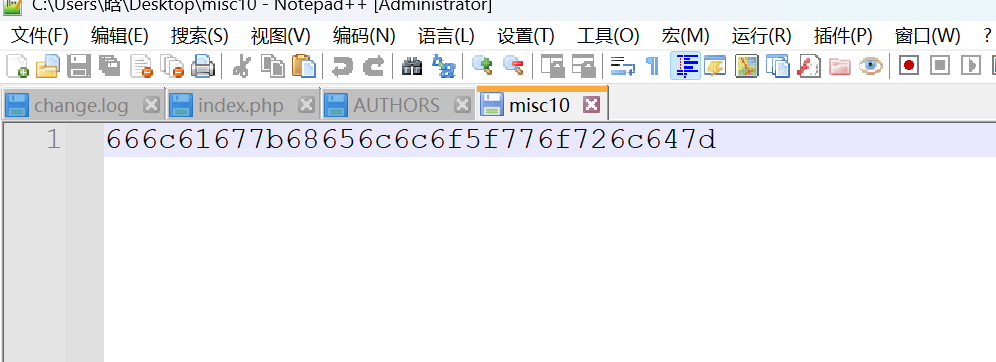 C:\Users\晗\Desktop\misc10 - Notepad++ [Administrator]
文件(F) 编辑(E) 搜索(S) 视图(V) 编码(N) 语言(L) 设置(T) 工具(O) 宏(M) 运行(R) 插件(P) 窗口(W) ?
change.log index.php AUTHORS misc10
1 666c61677b68656c6c6f5f776f726c647d